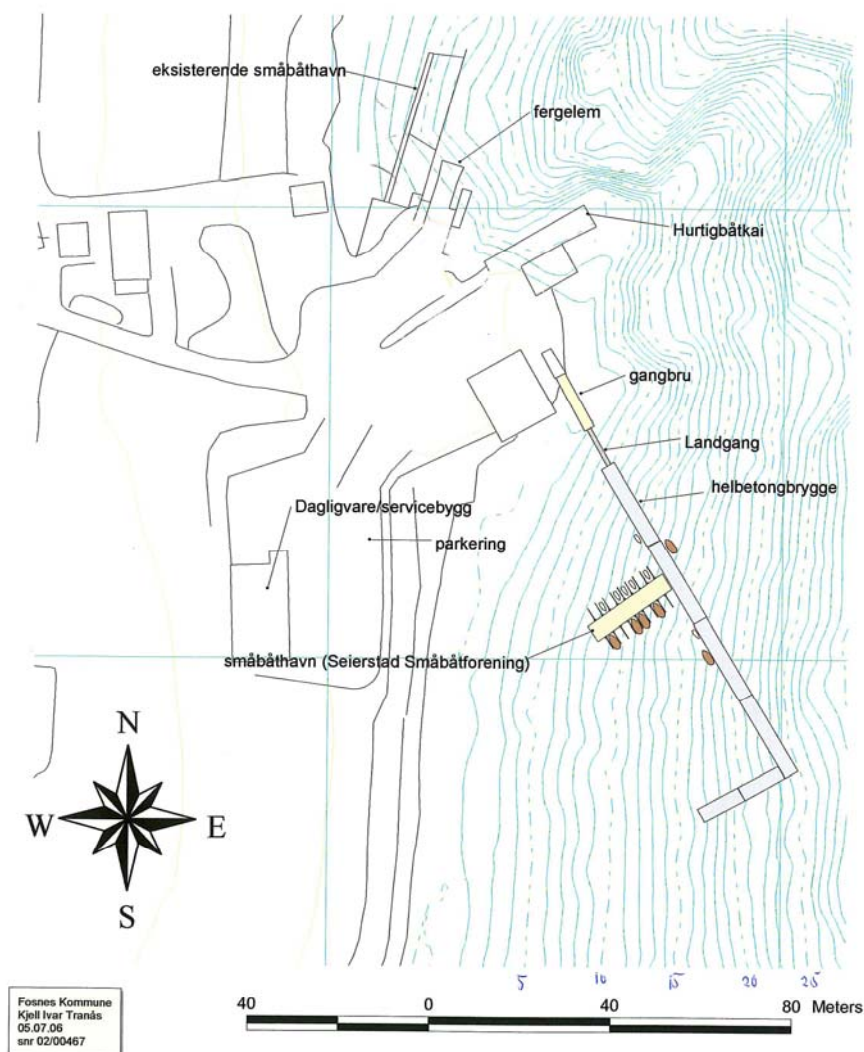 eksisterende småbåthavn
fergelem
Hurtigbåtkai
gangbru
Landgang
helbetongbrygge
Dagligvare/servicebygg
parkering
småbåthavn (Seierstad Småbåtforening)
N
W E
S
5 10 15 20 25
Fosnes Kommune
Kjell Ivar Tranås
05.07.06
snr 02/00467
40 0 40 80 Meters